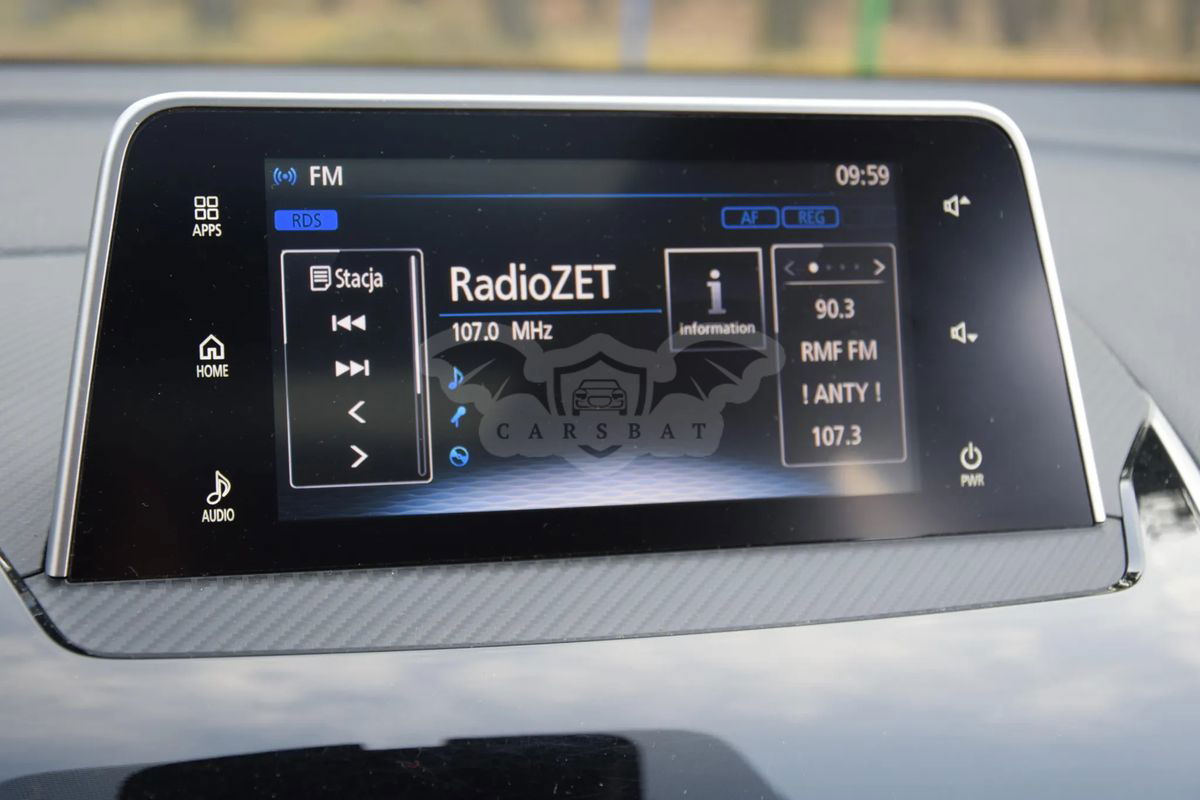 FM
09:59
RDS
AF
REG
APPS
HOME
AUDIO
Stacja
RadioZET
107.0 MHz
information
90.3
RMF FM
! ANTY !
107.3
PWR
CARSBAT